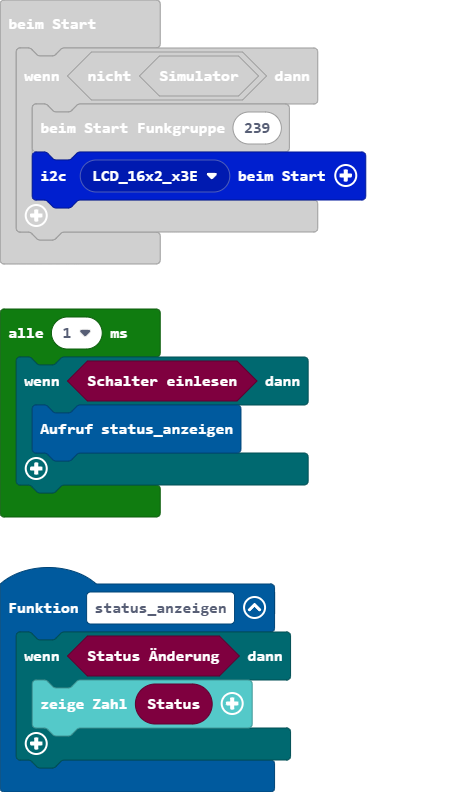 beim Start
wenn nicht Simulator dann
beim Start Funkgruppe 239
i2c LCD_16x2_x3E beim Start
alle 1 ms
wenn Schalter einlesen dann
Aufruf status_anzeigen
Funktion status_anzeigen
wenn Status Änderung dann
zeige Zahl Status